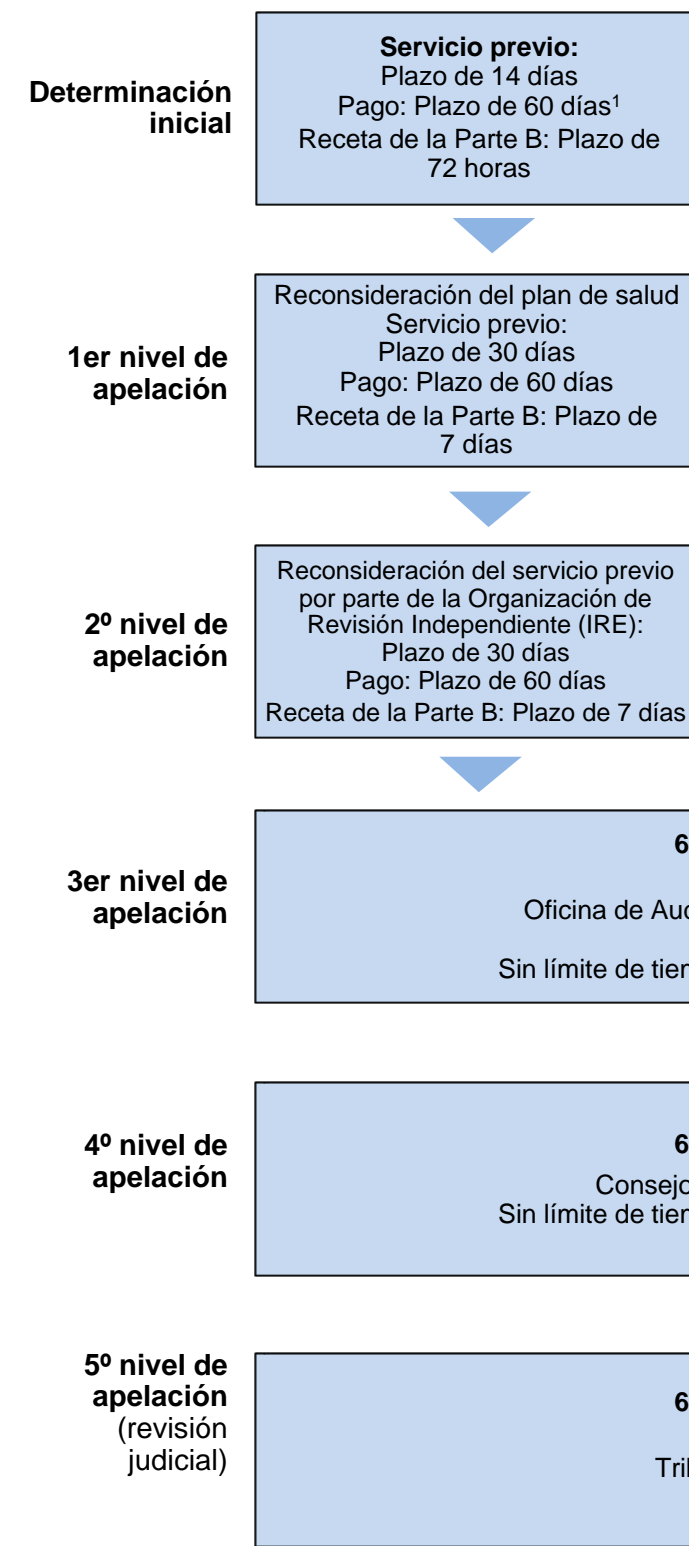 Determinación
inicial
Servicio previo:
Plazo de 14 días
Pago: Plazo de 60 días¹
Receta de la Parte B: Plazo de
72 horas
1er nivel de
apelación
Reconsideración del plan de salud
Servicio previo:
Plazo de 30 días
Pago: Plazo de 60 días
Receta de la Parte B: Plazo de
7 días
2º nivel de
apelación
Reconsideración del servicio previo
por parte de la Organización de
Revisión Independiente (IRE):
Plazo de 30 días
Pago: Plazo de 60 días
Receta de la Parte B: Plazo de 7 días
3er nivel de
apelación
6
Oficina de
Sin límite de
4º nivel de
apelación
6
Consejo
Sin límite de
5º nivel de
apelación
(revisión
judicial)
6